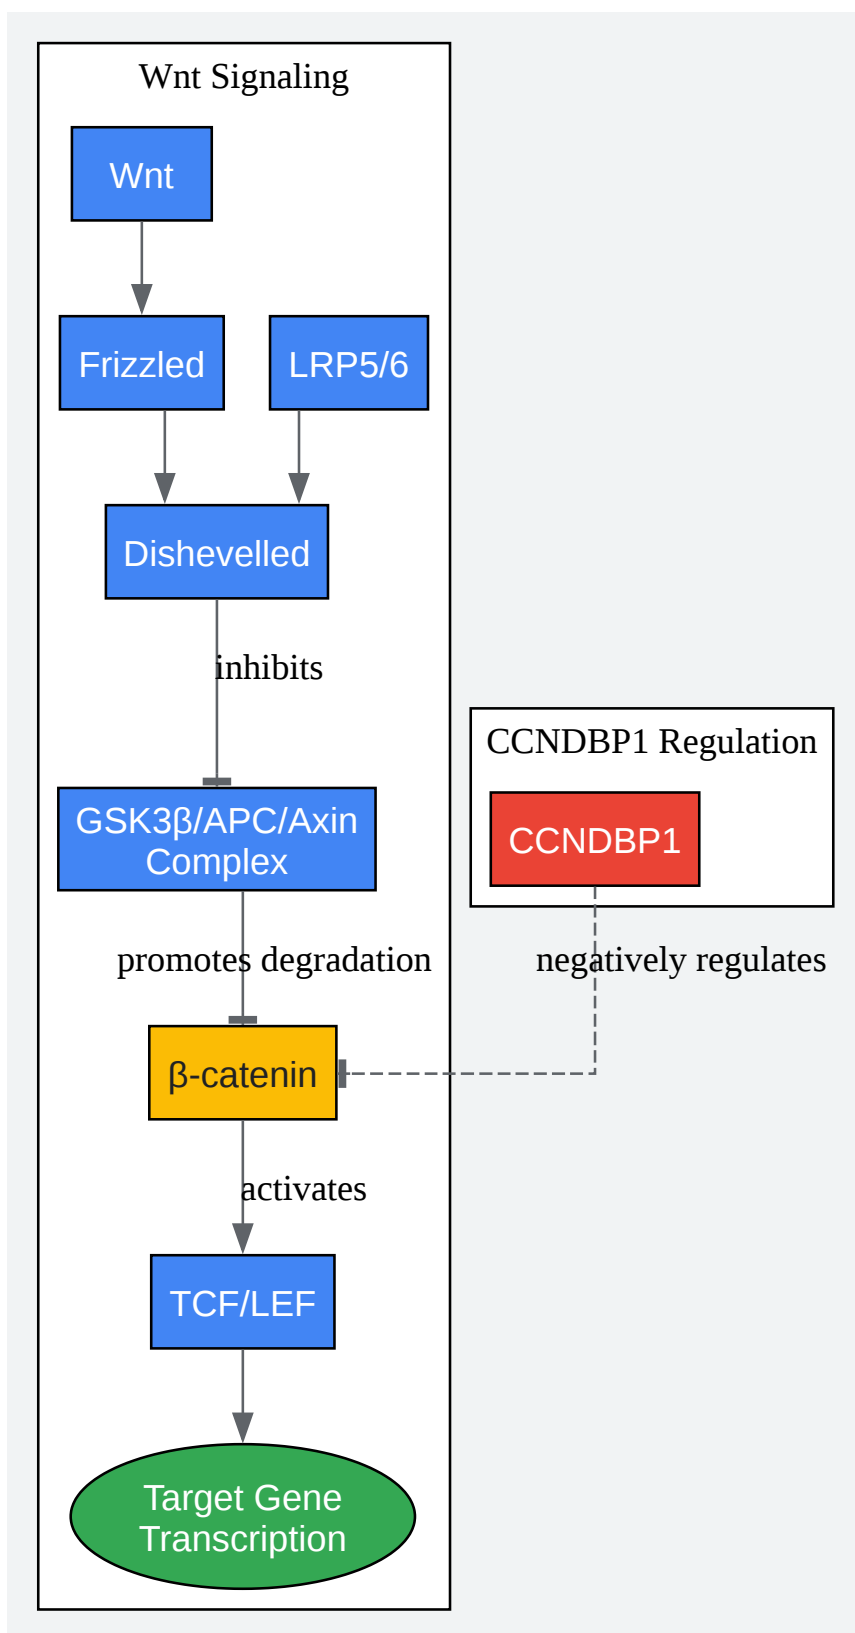 Wnt Signaling
Wnt
Frizzled
LRP5/6
Dishevelled
inhibits
CCNDBP1 Regulation
GSK3β/APC/Axin
Complex
CCNDBP1
promotes degradation
negatively regulates
β-catenin
activates
TCF/LEF
Target Gene
Transcription